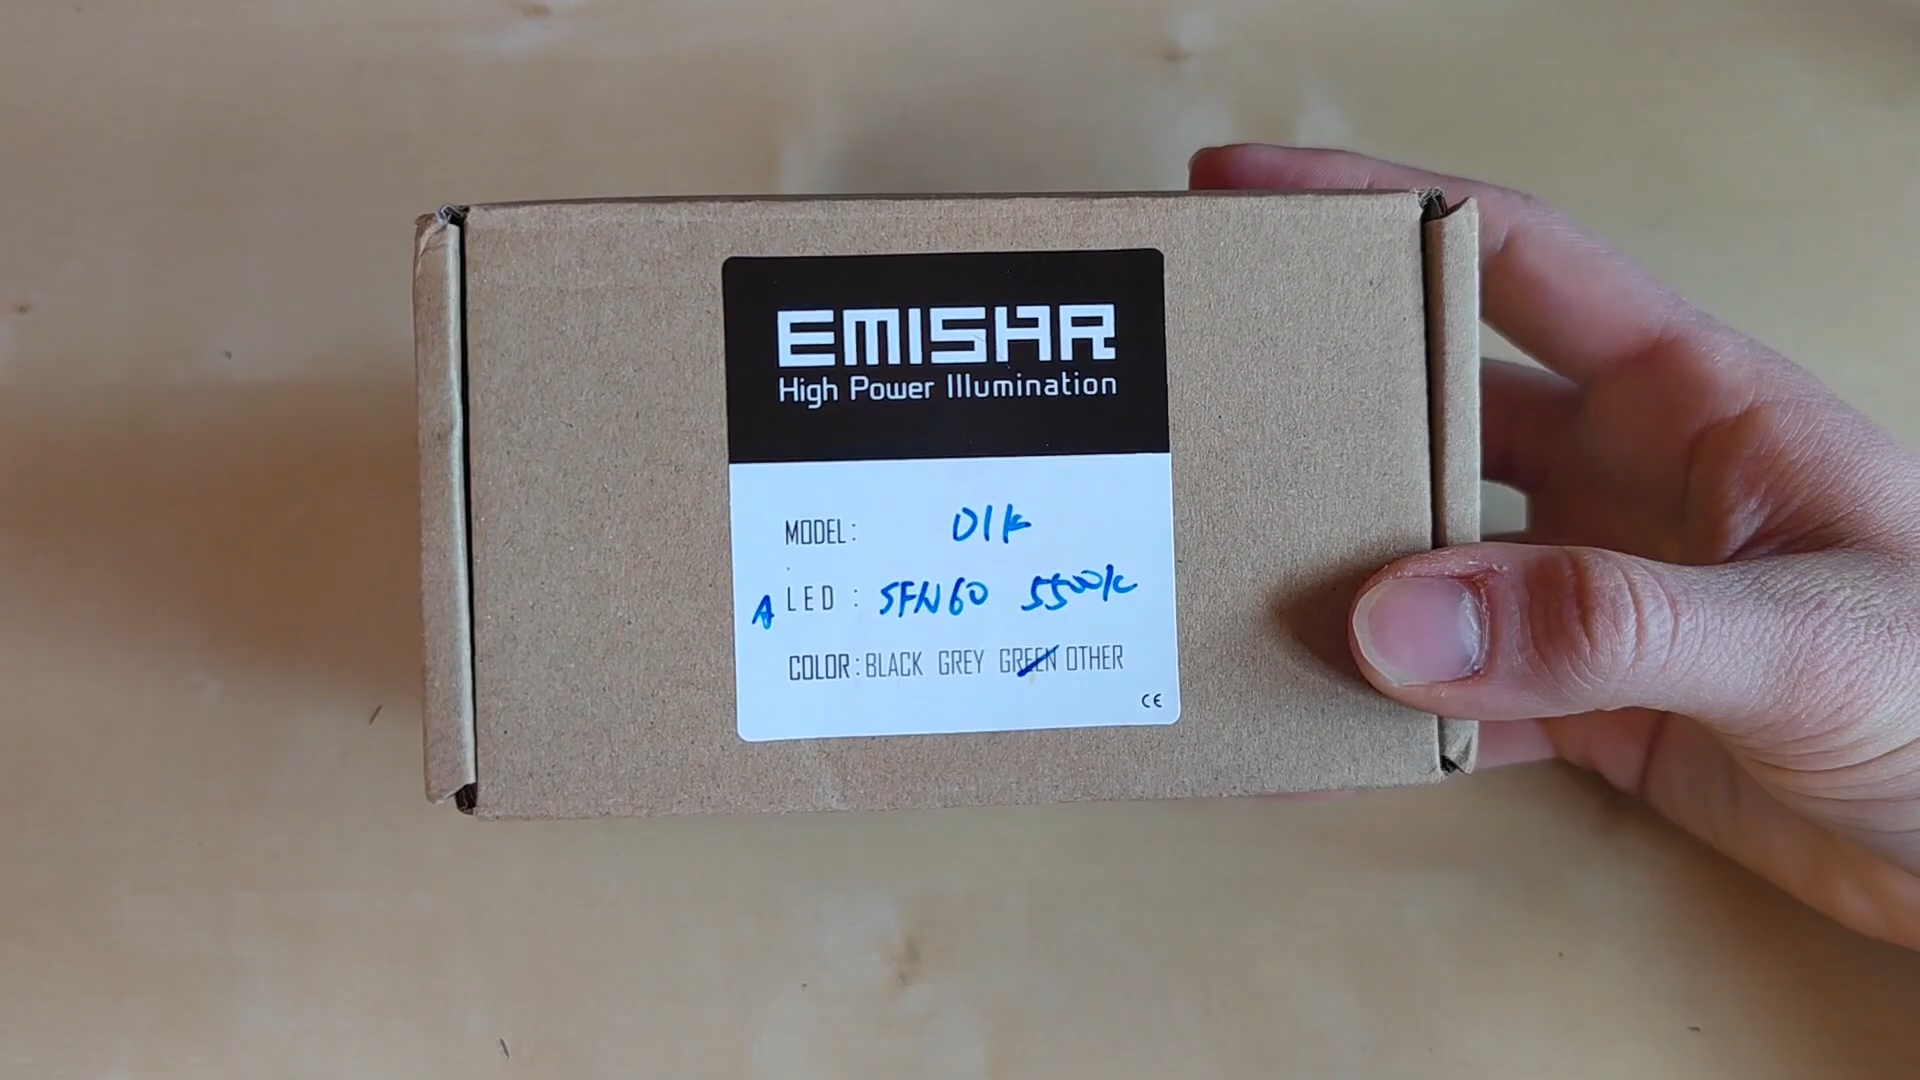 EMISAR
High Power Illumination
MODEL: D1K
A LED: SFN60 5500K
COLOR: BLACK GREY GREEN OTHER
CE